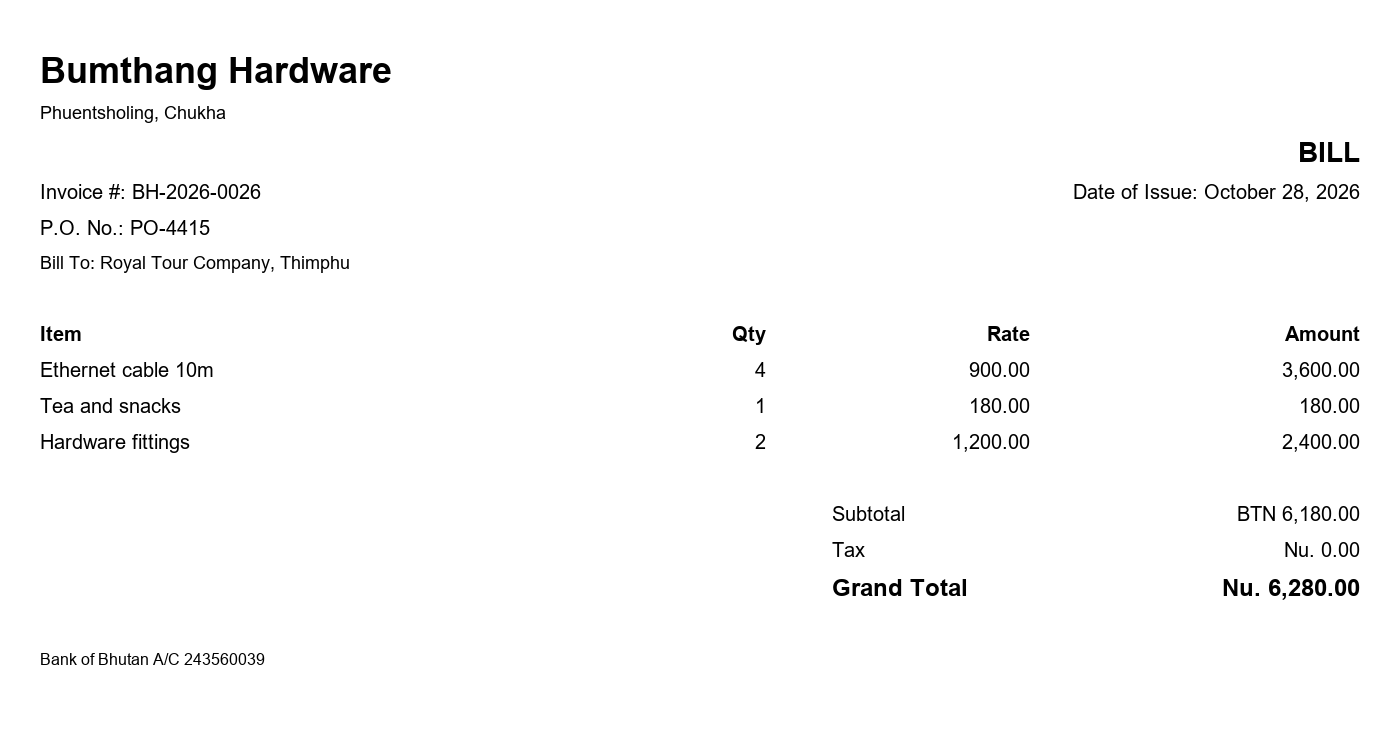 Bumthang Hardware
Phuentsholing, Chukha
BILL
Invoice #: BH-2026-0026 Date of Issue: October 28, 2026
P.O. No.: PO-4415
Bill To: Royal Tour Company, Thimphu
Item Qty Rate Amount
Ethernet cable 10m 4 900.00 3,600.00
Tea and snacks 1 180.00 180.00
Hardware fittings 2 1,200.00 2,400.00
Subtotal BTN 6,180.00
Tax Nu. 0.00
Grand Total Nu. 6,280.00
Bank of Bhutan A/C 243560039